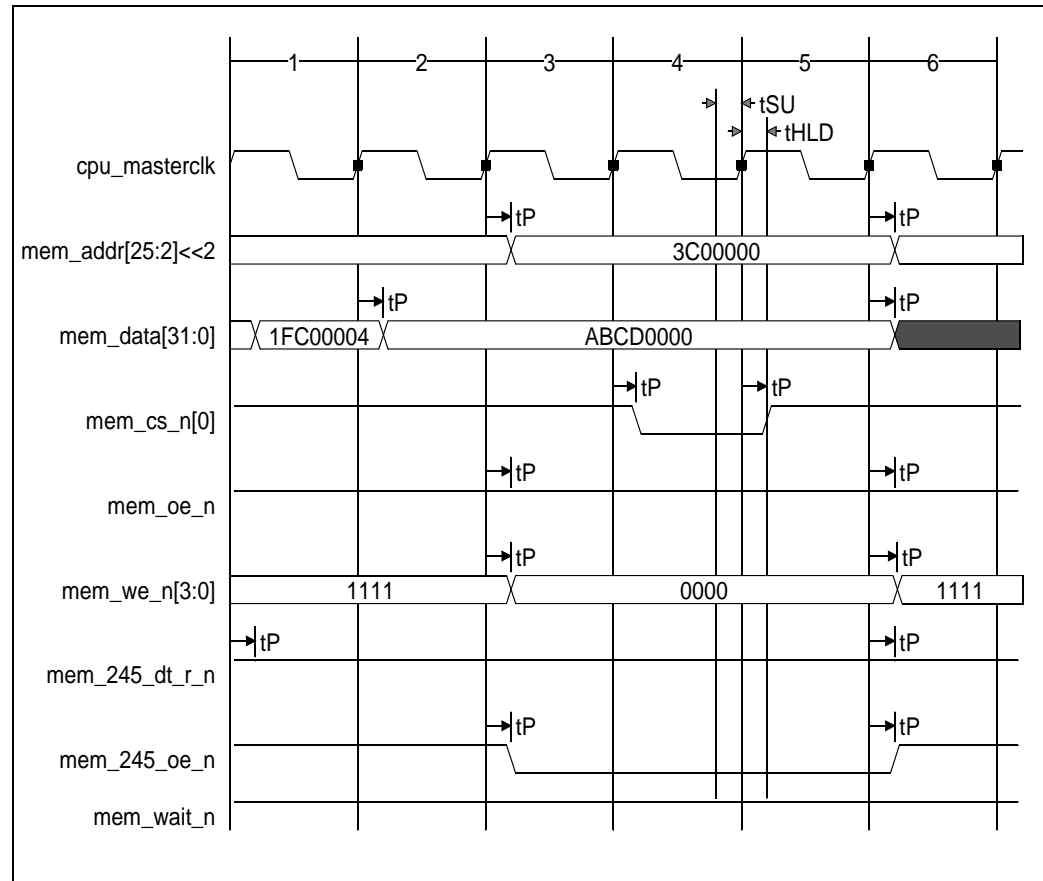 1 2 3 4 5 6
tSU
tHLD
cpu_masterclk
tP tP
mem_addr[25:2]<<2 3C00000
tP tP
mem_data[31:0] 1FC00004 ABCD0000
tP tP
mem_cs_n[0]
tP tP
mem_oe_n
tP tP
mem_we_n[3:0] 1111 0000 1111
tP tP
mem_245_dt_r_n
tP tP
mem_245_oe_n
mem_wait_n